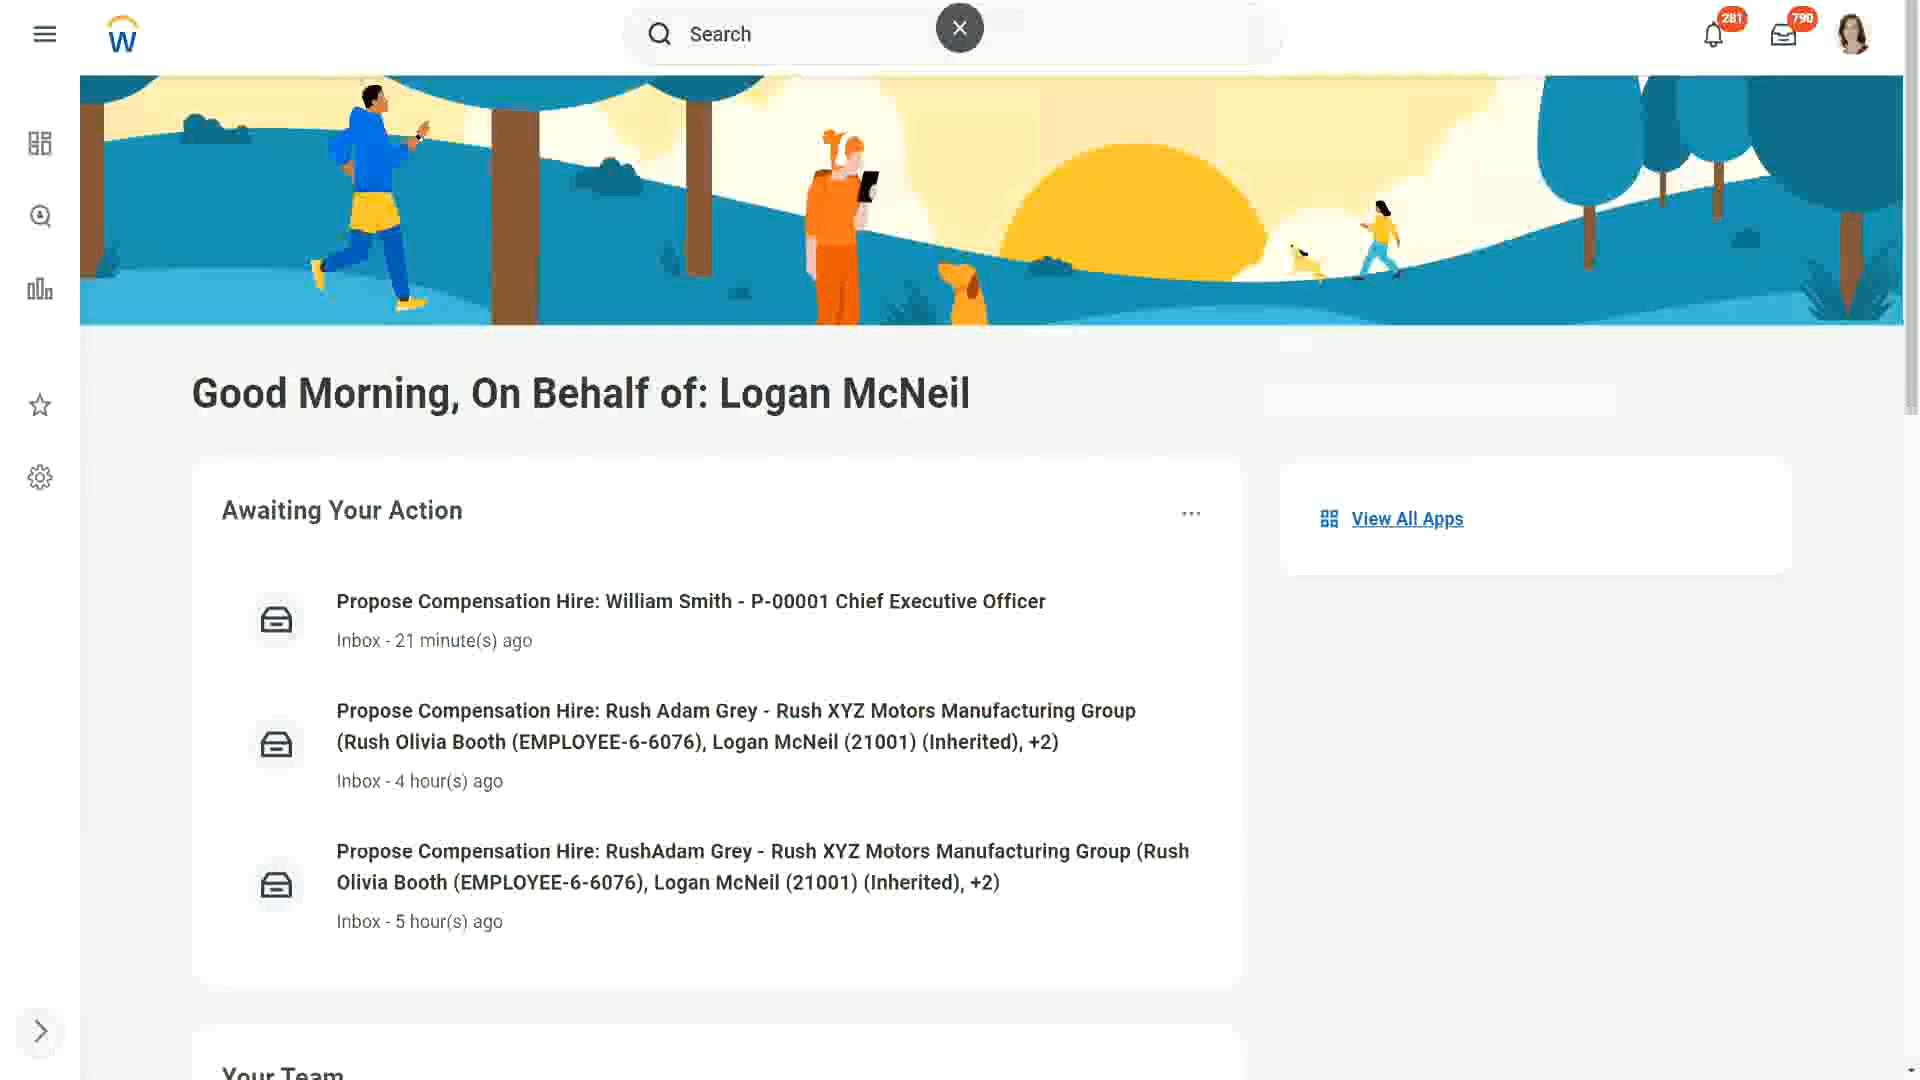 W
Search
281
790
Good Morning, On Behalf of: Logan McNeil
Awaiting Your Action
View All Apps
Propose Compensation Hire: William Smith - P-00001 Chief Executive Officer
Inbox - 21 minute(s) ago
Propose Compensation Hire: Rush Adam Grey - Rush XYZ Motors Manufacturing Group
(Rush Olivia Booth (EMPLOYEE-6-6076), Logan McNeil (21001) (Inherited), +2)
Inbox - 4 hour(s) ago
Propose Compensation Hire: RushAdam Grey - Rush XYZ Motors Manufacturing Group (Rush
Olivia Booth (EMPLOYEE-6-6076), Logan McNeil (21001) (Inherited), +2)
Inbox - 5 hour(s) ago
Your Team